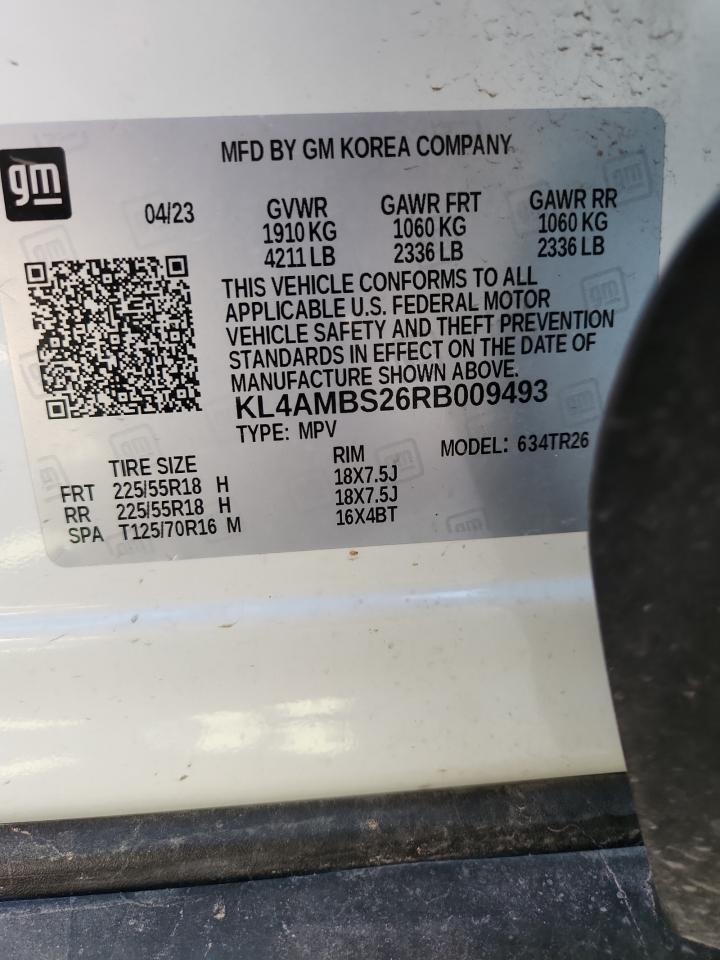 gm
MFD BY GM KOREA COMPANY
04/23 GVWR GAWR FRT GAWR RR
1910 KG 1060 KG 1060 KG
4211 LB 2336 LB 2336 LB
THIS VEHICLE CONFORMS TO ALL
APPLICABLE U.S. FEDERAL MOTOR
VEHICLE SAFETY AND THEFT PREVENTION
STANDARDS IN EFFECT ON THE DATE OF
MANUFACTURE SHOWN ABOVE.
KL4AMBS26RB009493
TYPE: MPV MODEL: 634TR26
TIRE SIZE RIM
FRT 225/55R18 H 18X7.5J
RR 225/55R18 H 18X7.5J
SPA T125/70R16 M 16X4BT